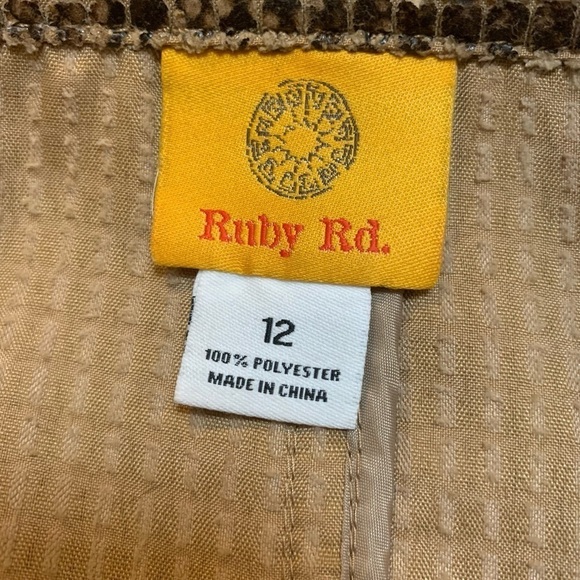 Ruby Rd.
12
100% POLYESTER
MADE IN CHINA